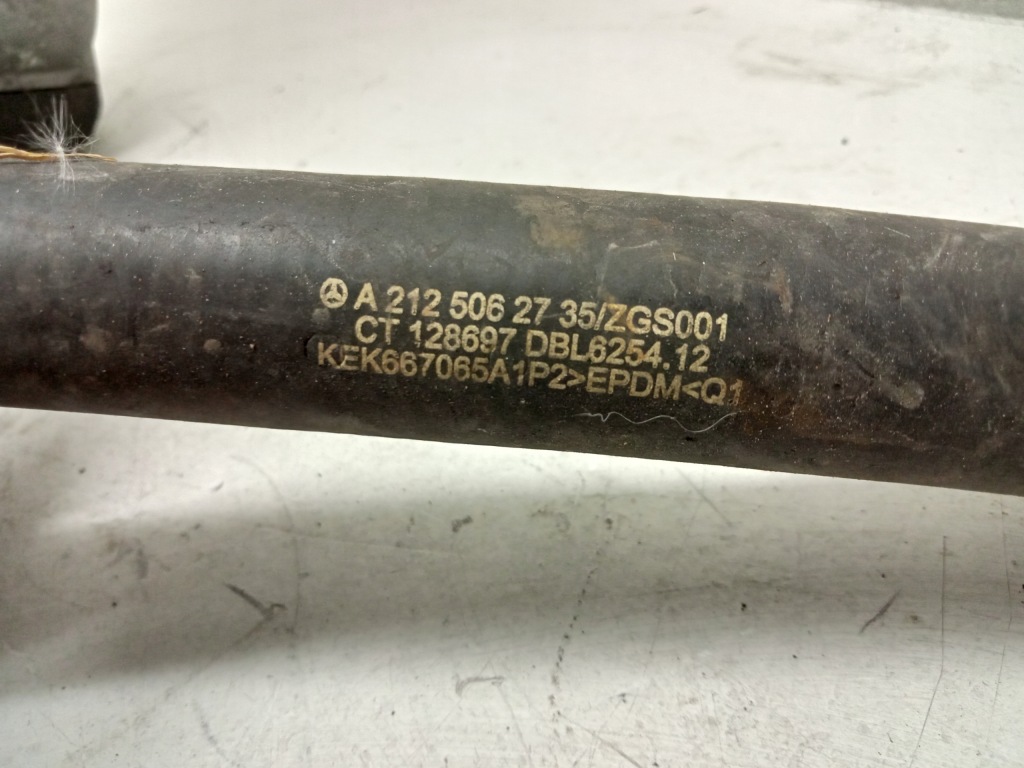 A 212 506 27 35/ZGS001
CT 128697 DBL6254.12
KEK667065A1P2>EPDM<Q1